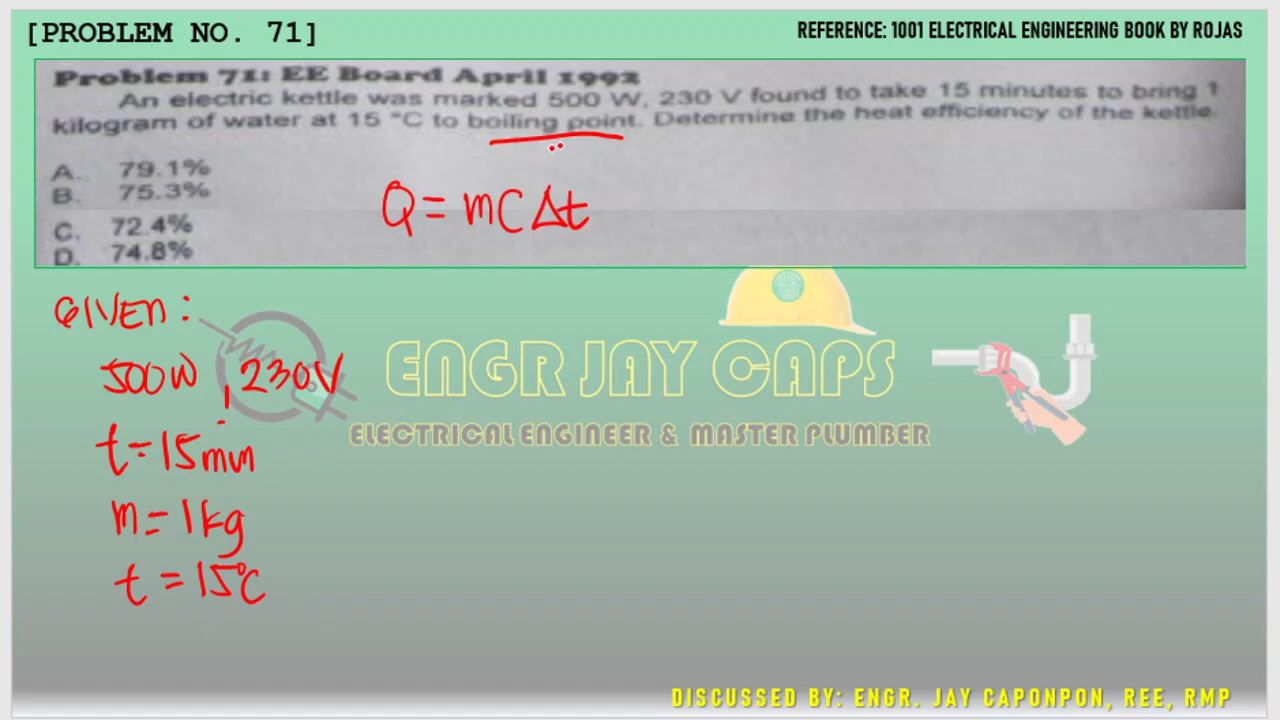 [PROBLEM NO. 71]
REFERENCE: 1001 ELECTRICAL ENGINEERING BOOK BY ROJAS
Problem 71: EE Board April 1992
An electric kettle was marked 500 W, 230 V found to take 15 minutes to bring 1
kilogram of water at 15 °C to boiling point. Determine the heat efficiency of the kettle.
A. 79.1%
B. 75.3%
C. 72.4%
D. 74.8%
Q = mCΔt
GIVEN:
500W, 230V
t = 15min
m = 1kg
t = 15°C
ENGR JAY CAPS
ELECTRICAL ENGINEER & MASTER PLUMBER
DISCUSSED BY: ENGR. JAY CAPONPON, REE, RMP